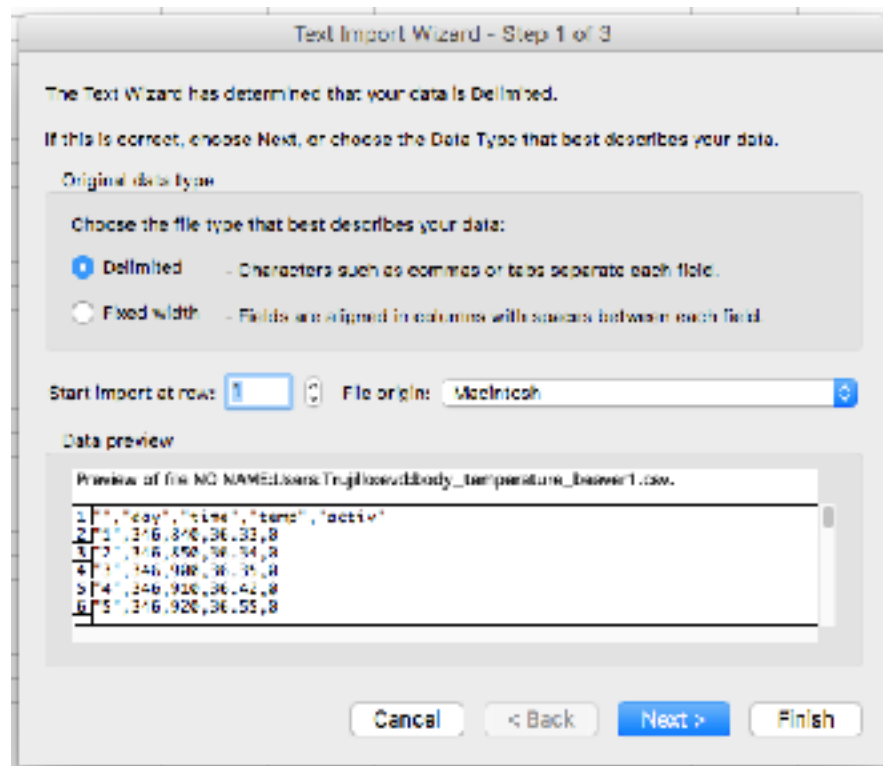 Text Import Wizard - Step 1 of 3
The Text Wizard has determined that your data is Delimited.
If this is correct, choose Next, or choose the Data Type that best describes your data.
Original data type
Choose the file type that best describes your data:
Delimited - Characters such as commas or tabs separate each field.
Fixed width - Fields are aligned in columns with spaces between each field.
Start import at row: 1 File origin: Macintosh
Data preview
Preview of file NO NAME:Users:
1 "","day","time","temp","activ"
2 "1",346,840,36.33,0
3 "2",346,850,36.34,0
4 "3",346,900,36.35,0
5 "4",346,910,36.42,0
6 "5",346,920,36.55,0
Cancel < Back Next > Finish